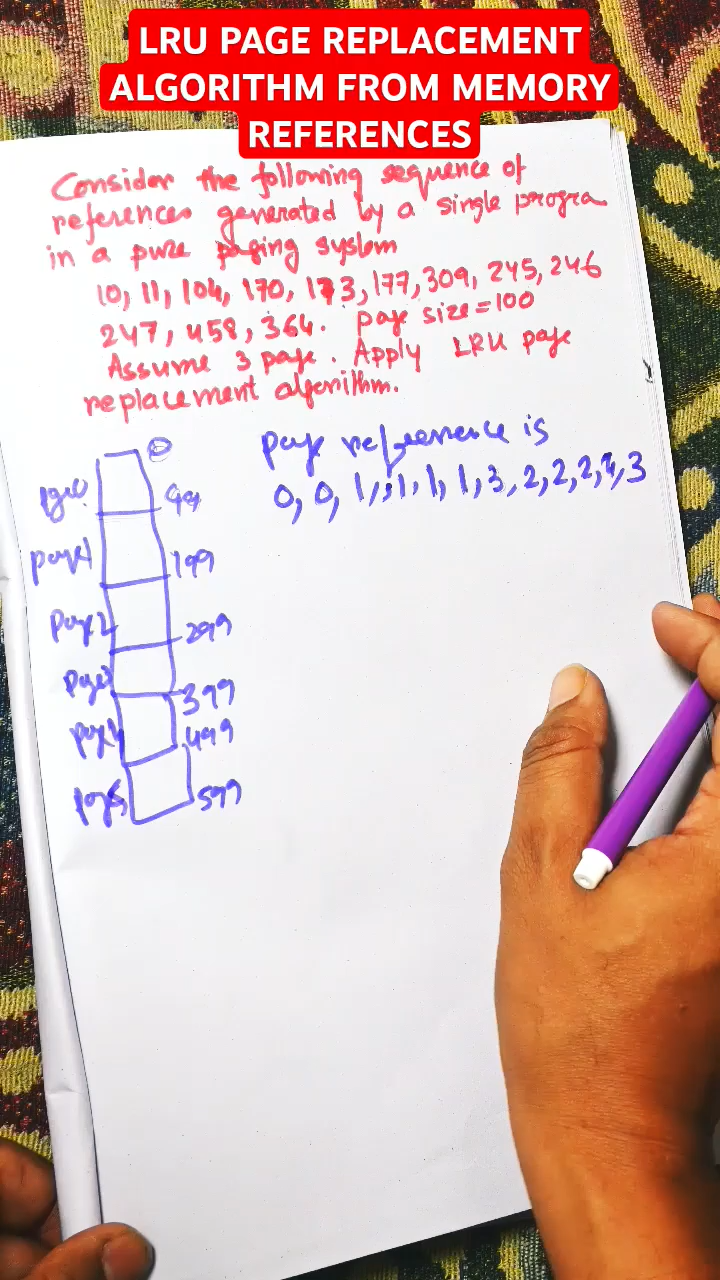 LRU PAGE REPLACEMENT
ALGORITHM FROM MEMORY
REFERENCES
Consider the following sequence of
references generated by a single progra
in a pure paging system
10, 11, 104, 170, 173, 177, 309, 245, 246
247, 458, 364. page size = 100
Assume 3 page. Apply LRU page
replacement algorithm.
page reference is
0, 0, 1, 1, 1, 1, 3, 2, 2, 2, 4, 3
0
99
page1 199
page2 299
page3 399
page4 499
page5 599